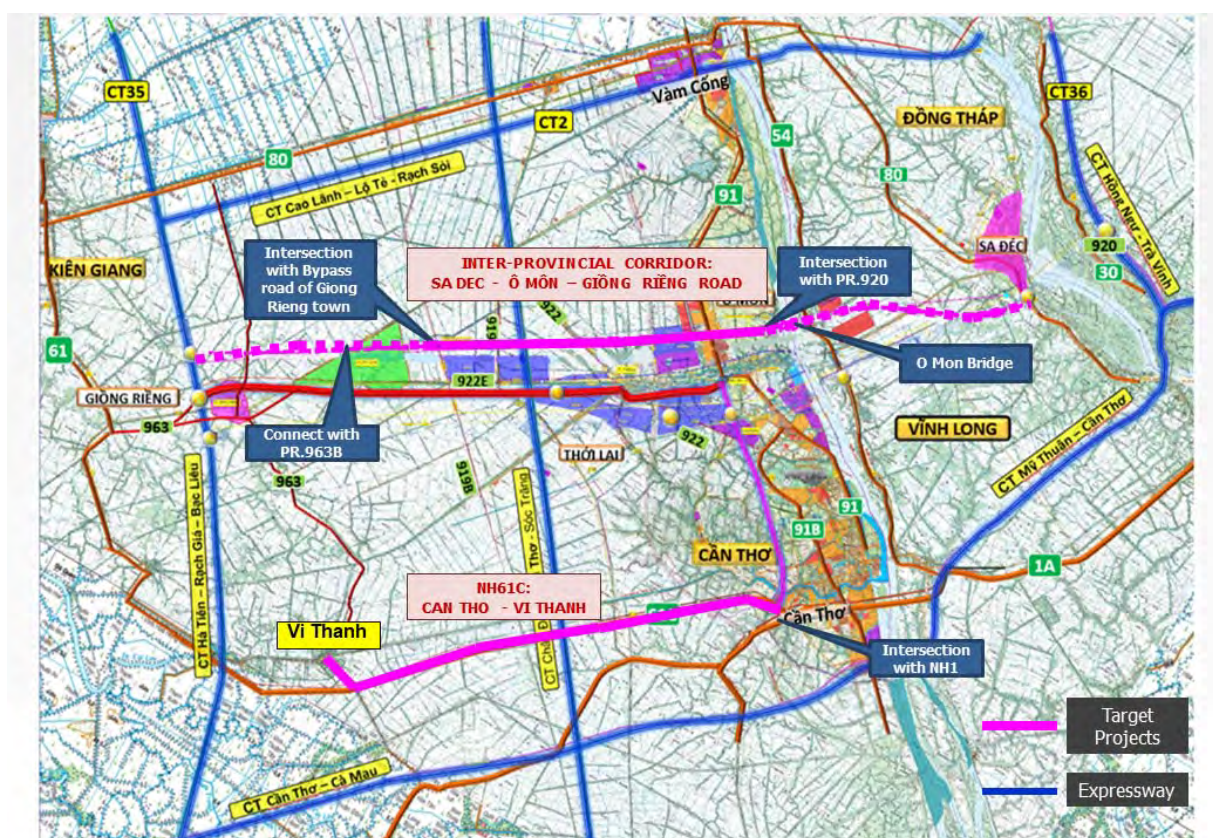 CT35
CT2
Vàm Cống
CT36
ĐỒNG THÁP
80
54
CT Cao Lãnh – Lộ Tẻ - Rạch Sỏi
91
80
CT Hồng Ngự - Trà Vinh
KIÊN GIANG
Intersection
with Bypass
road of Giong
Rieng town
INTER-PROVINCIAL CORRIDOR:
SA DEC - Ô MÔN – GIỒNG RIỀNG ROAD
Intersection
with PR.920
SA ĐÉC
920
30
922
919
61
O Mon Bridge
922E
GIỒNG RIỀNG
963
Connect with
PR.963B
THỚI LAI
922
VĨNH LONG
CT Mỹ Thuận – Cần Thơ
963
919B
91
91B
CT Hà Tiên – Rạch Giá – Bạc Liêu
CẦN THƠ
1A
NH61C:
CAN THO - VI THANH
Vi Thanh
Cần Thơ
Intersection
with NH1
CT Cần Thơ – Cà Mau
Target
Projects
Expressway